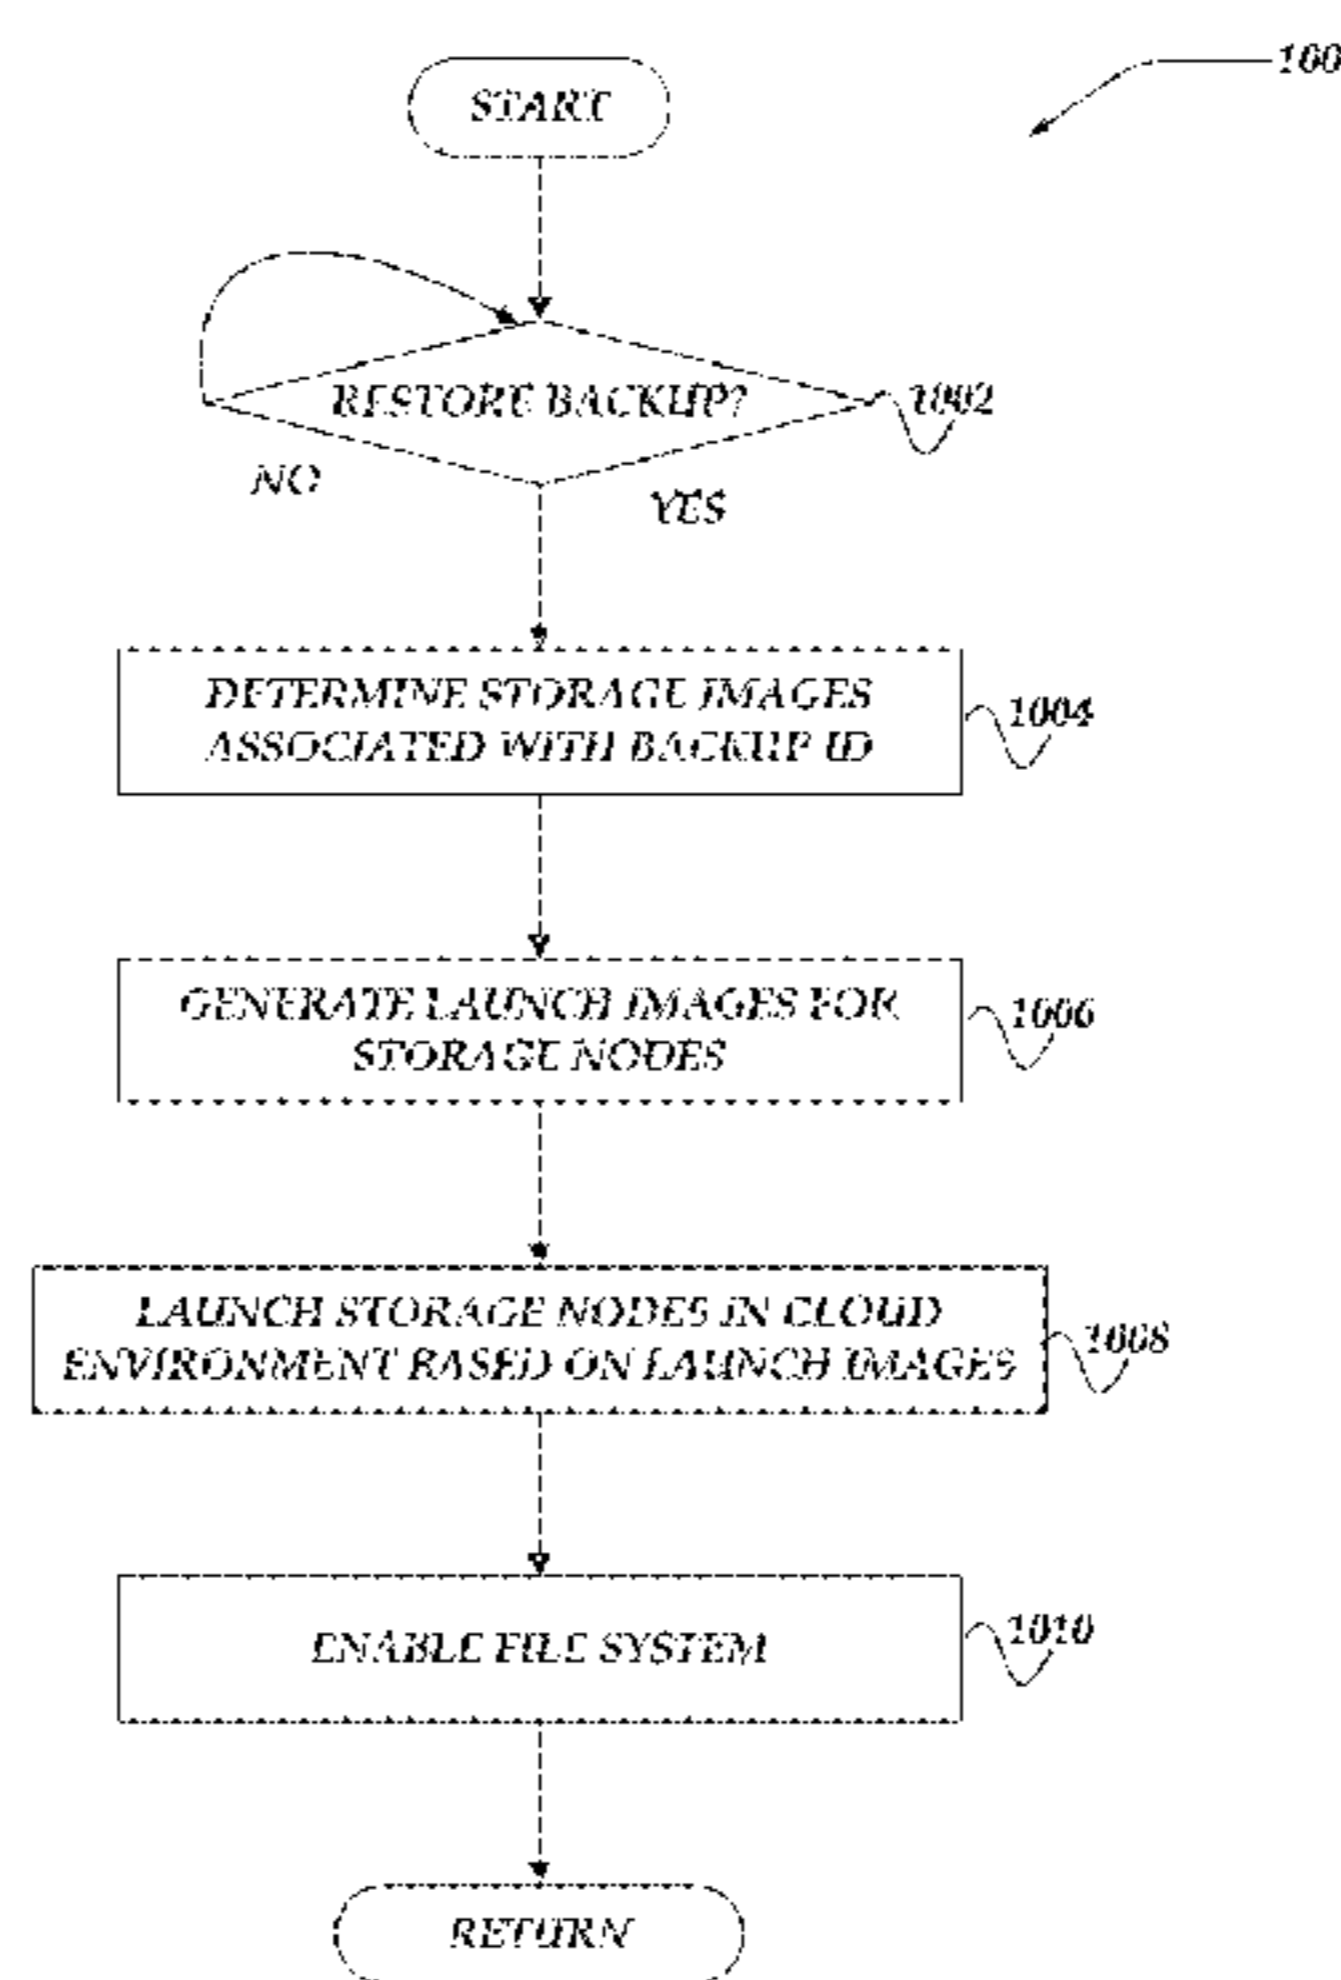 START
100
RESTORE BACKUP?
1002
NO
YES
DETERMINE STORAGE IMAGES
ASSOCIATED WITH BACKUP ID
1004
GENERATE LAUNCH IMAGES FOR
STORAGE NODES
1006
LAUNCH STORAGE NODES IN CLOUD
ENVIRONMENT BASED ON LAUNCH IMAGES
1008
ENABLE FILE SYSTEM
1010
RETURN